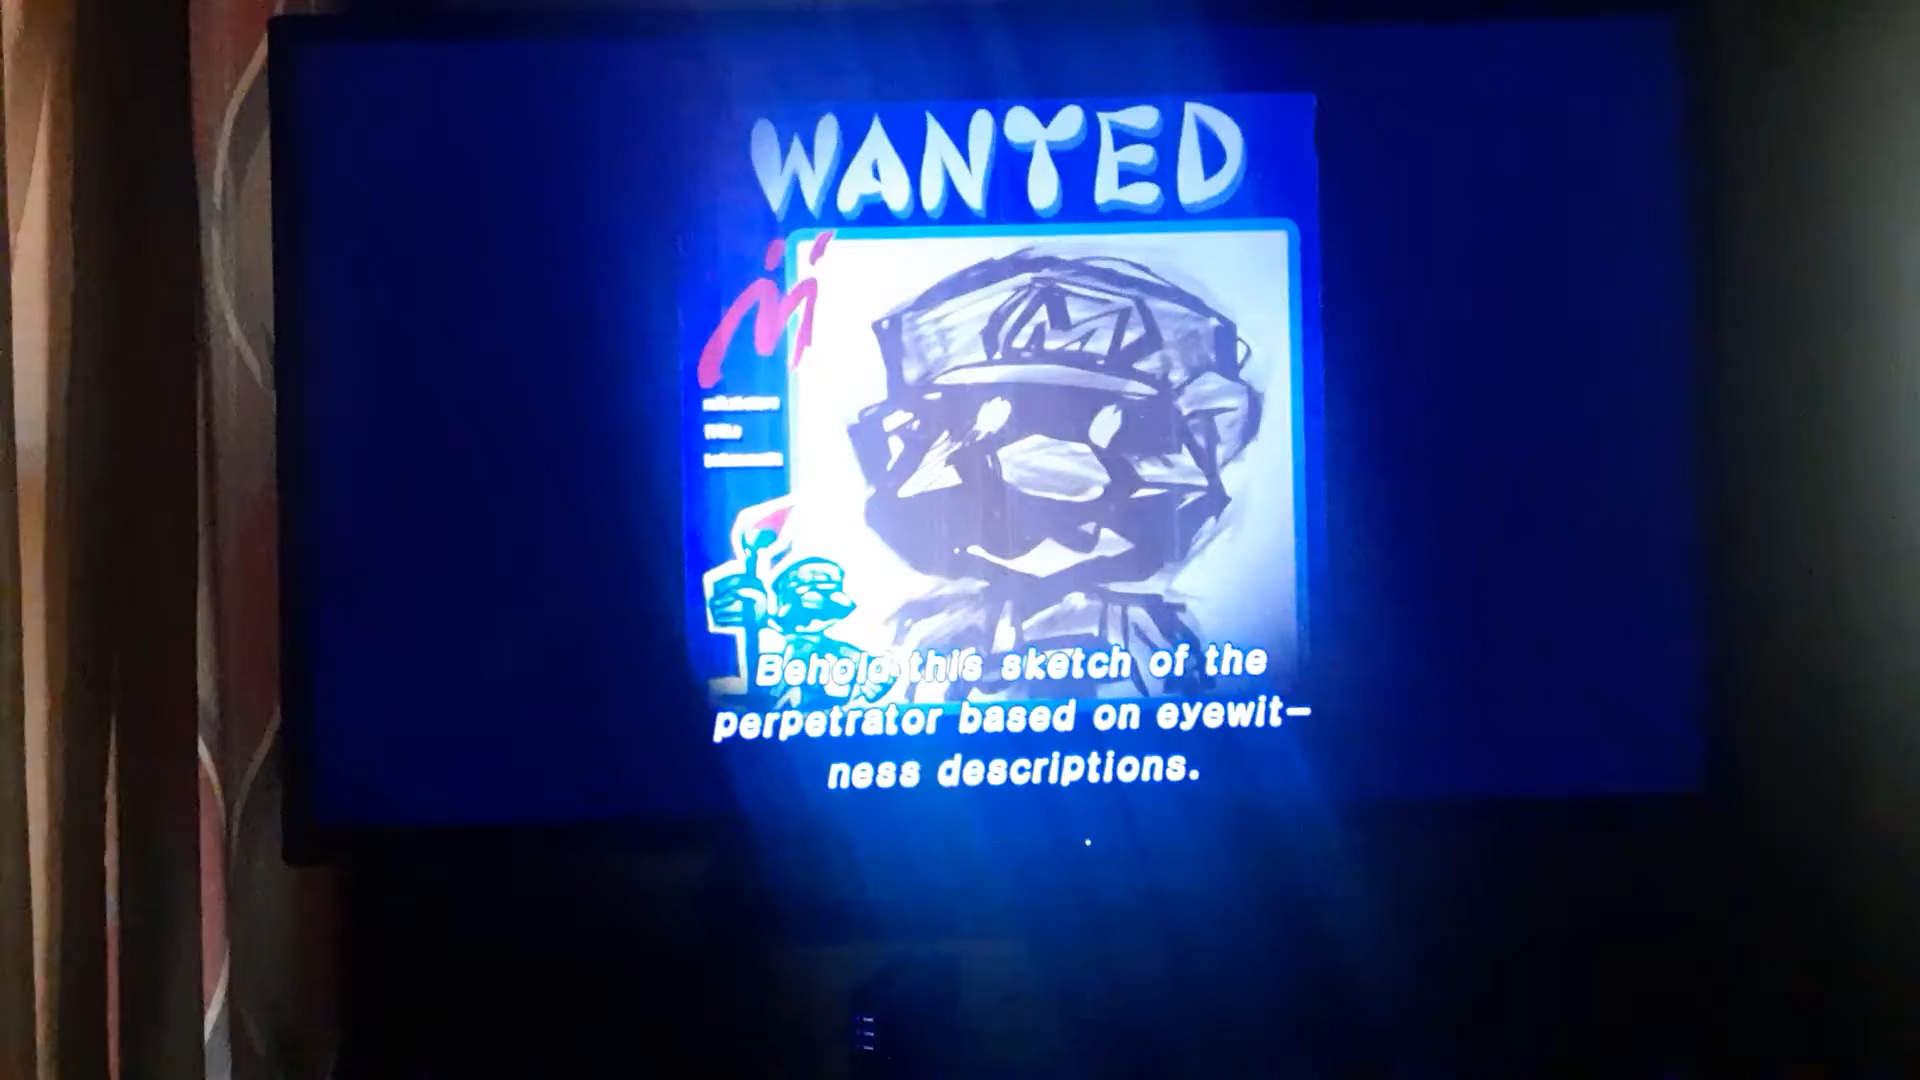 WANTED
M
Behold this sketch of the
perpetrator based on eyewit-
ness descriptions.